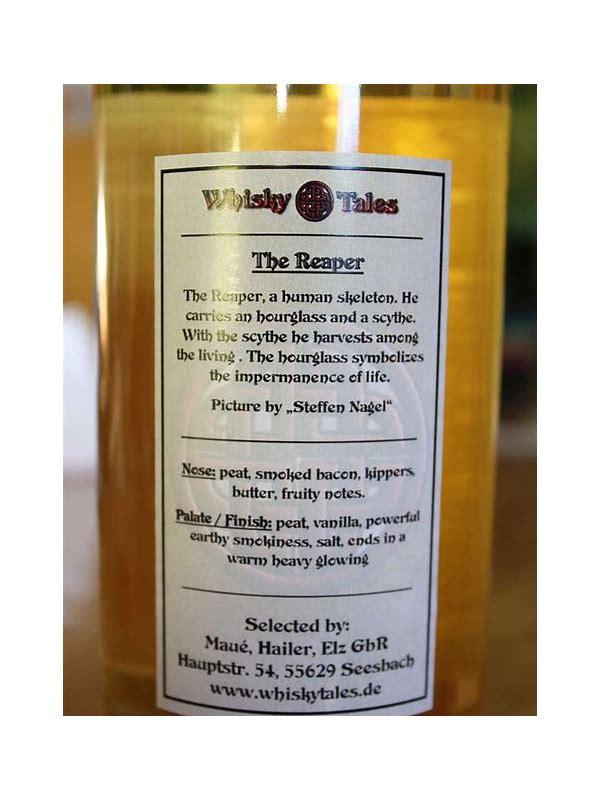 Whisky Tales
The Reaper
The Reaper, a human skeleton. He
carries an hourglass and a scythe.
With the scythe he harvests among
the living . The hourglass symbolizes
the impermanence of life.
Picture by „Steffen Nagel“
Nose: peat, smoked bacon, kippers,
butter, fruity notes.
Palate / Finish: peat, vanilla, powerful
earthy smokiness, salt, ends in a
warm heavy glowing
Selected by:
Maué, Hailer, Elz GbR
Hauptstr. 54, 55629 Seesbach
www.whiskytales.de